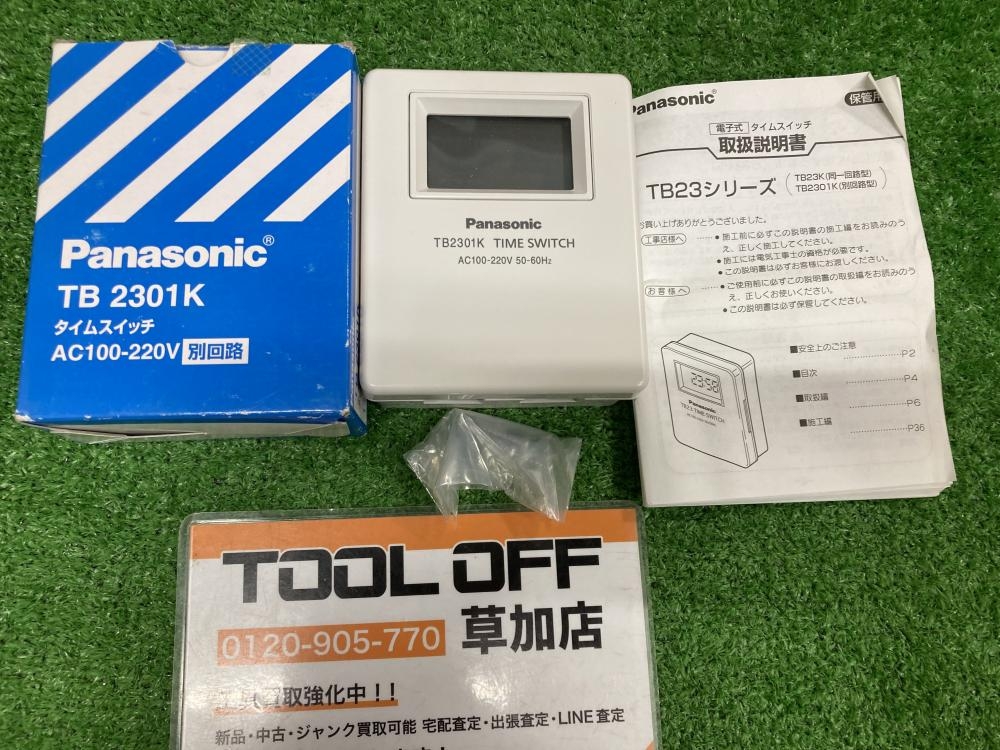 Panasonic®
TB 2301K
タイムスイッチ
AC100-220V 別回路
Panasonic
TB2301K TIME SWITCH
AC100-220V 50-60Hz
Panasonic®
保管用
電子式 タイムスイッチ
取扱説明書
TB23シリーズ
TB23K(同一回路型)
TB2301K(別回路型)
お買い上げありがとうございました。
工事店様へ ……●施工前に必ずこの説明書の施工編をお読みのう
え、正しく施工してください。
●施工には電気工事士の資格が必要です。
●この説明書は必ずお客様にお渡しください。
お客様へ ……●ご使用前に必ずこの説明書の取扱編をお読みのう
え、正しくお使いください。
●この説明書は必ず保管してください。
23:58
Panasonic
TB23 TIME SWITCH
■安全上のご注意
……P2
■目次
……P4
■取扱編
……P6
■施工編
……P36
TOOL OFF
0120-905-770 草加店
工具買取強化中!!
新品・中古・ジャンク買取可能 宅配査定・出張査定・LINE査定